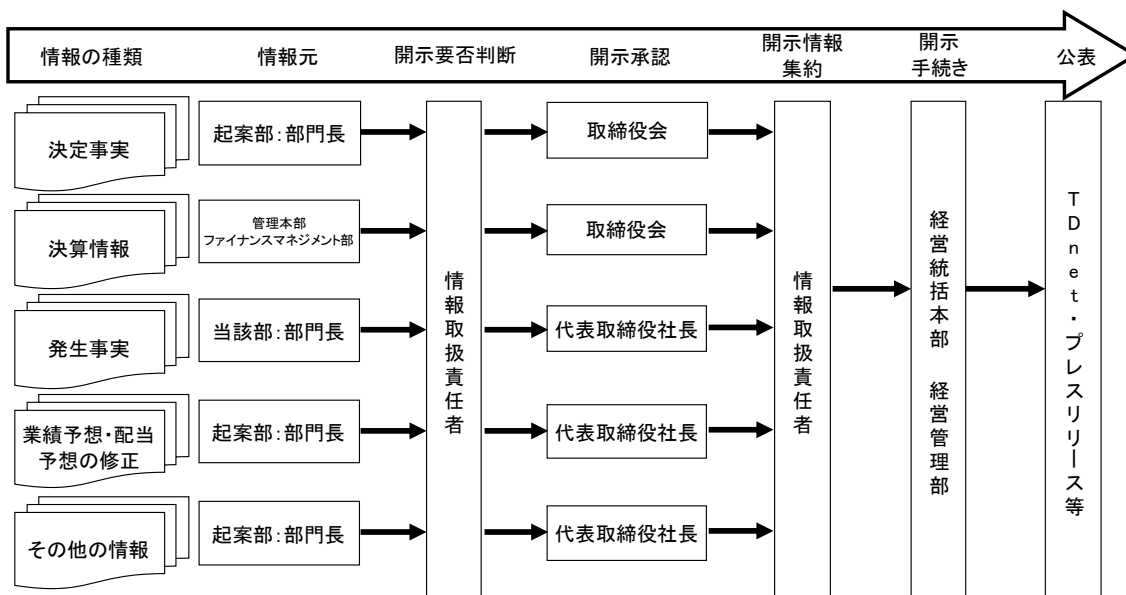 情報の種類
情報元
開示要否判断
開示承認
開示情報
集約
開示
手続き
公表
決定事実
起案部：部門長
取締役会
決算情報
管理本部
ファイナンスマネジメント部
取締役会
発生事実
当該部：部門長
代表取締役社長
業績予想・配当
予想の修正
起案部：部門長
代表取締役社長
その他の情報
起案部：部門長
代表取締役社長
情報取扱責任者
情報取扱責任者
経営統括本部　経営管理部
TDnet・プレスリリース等